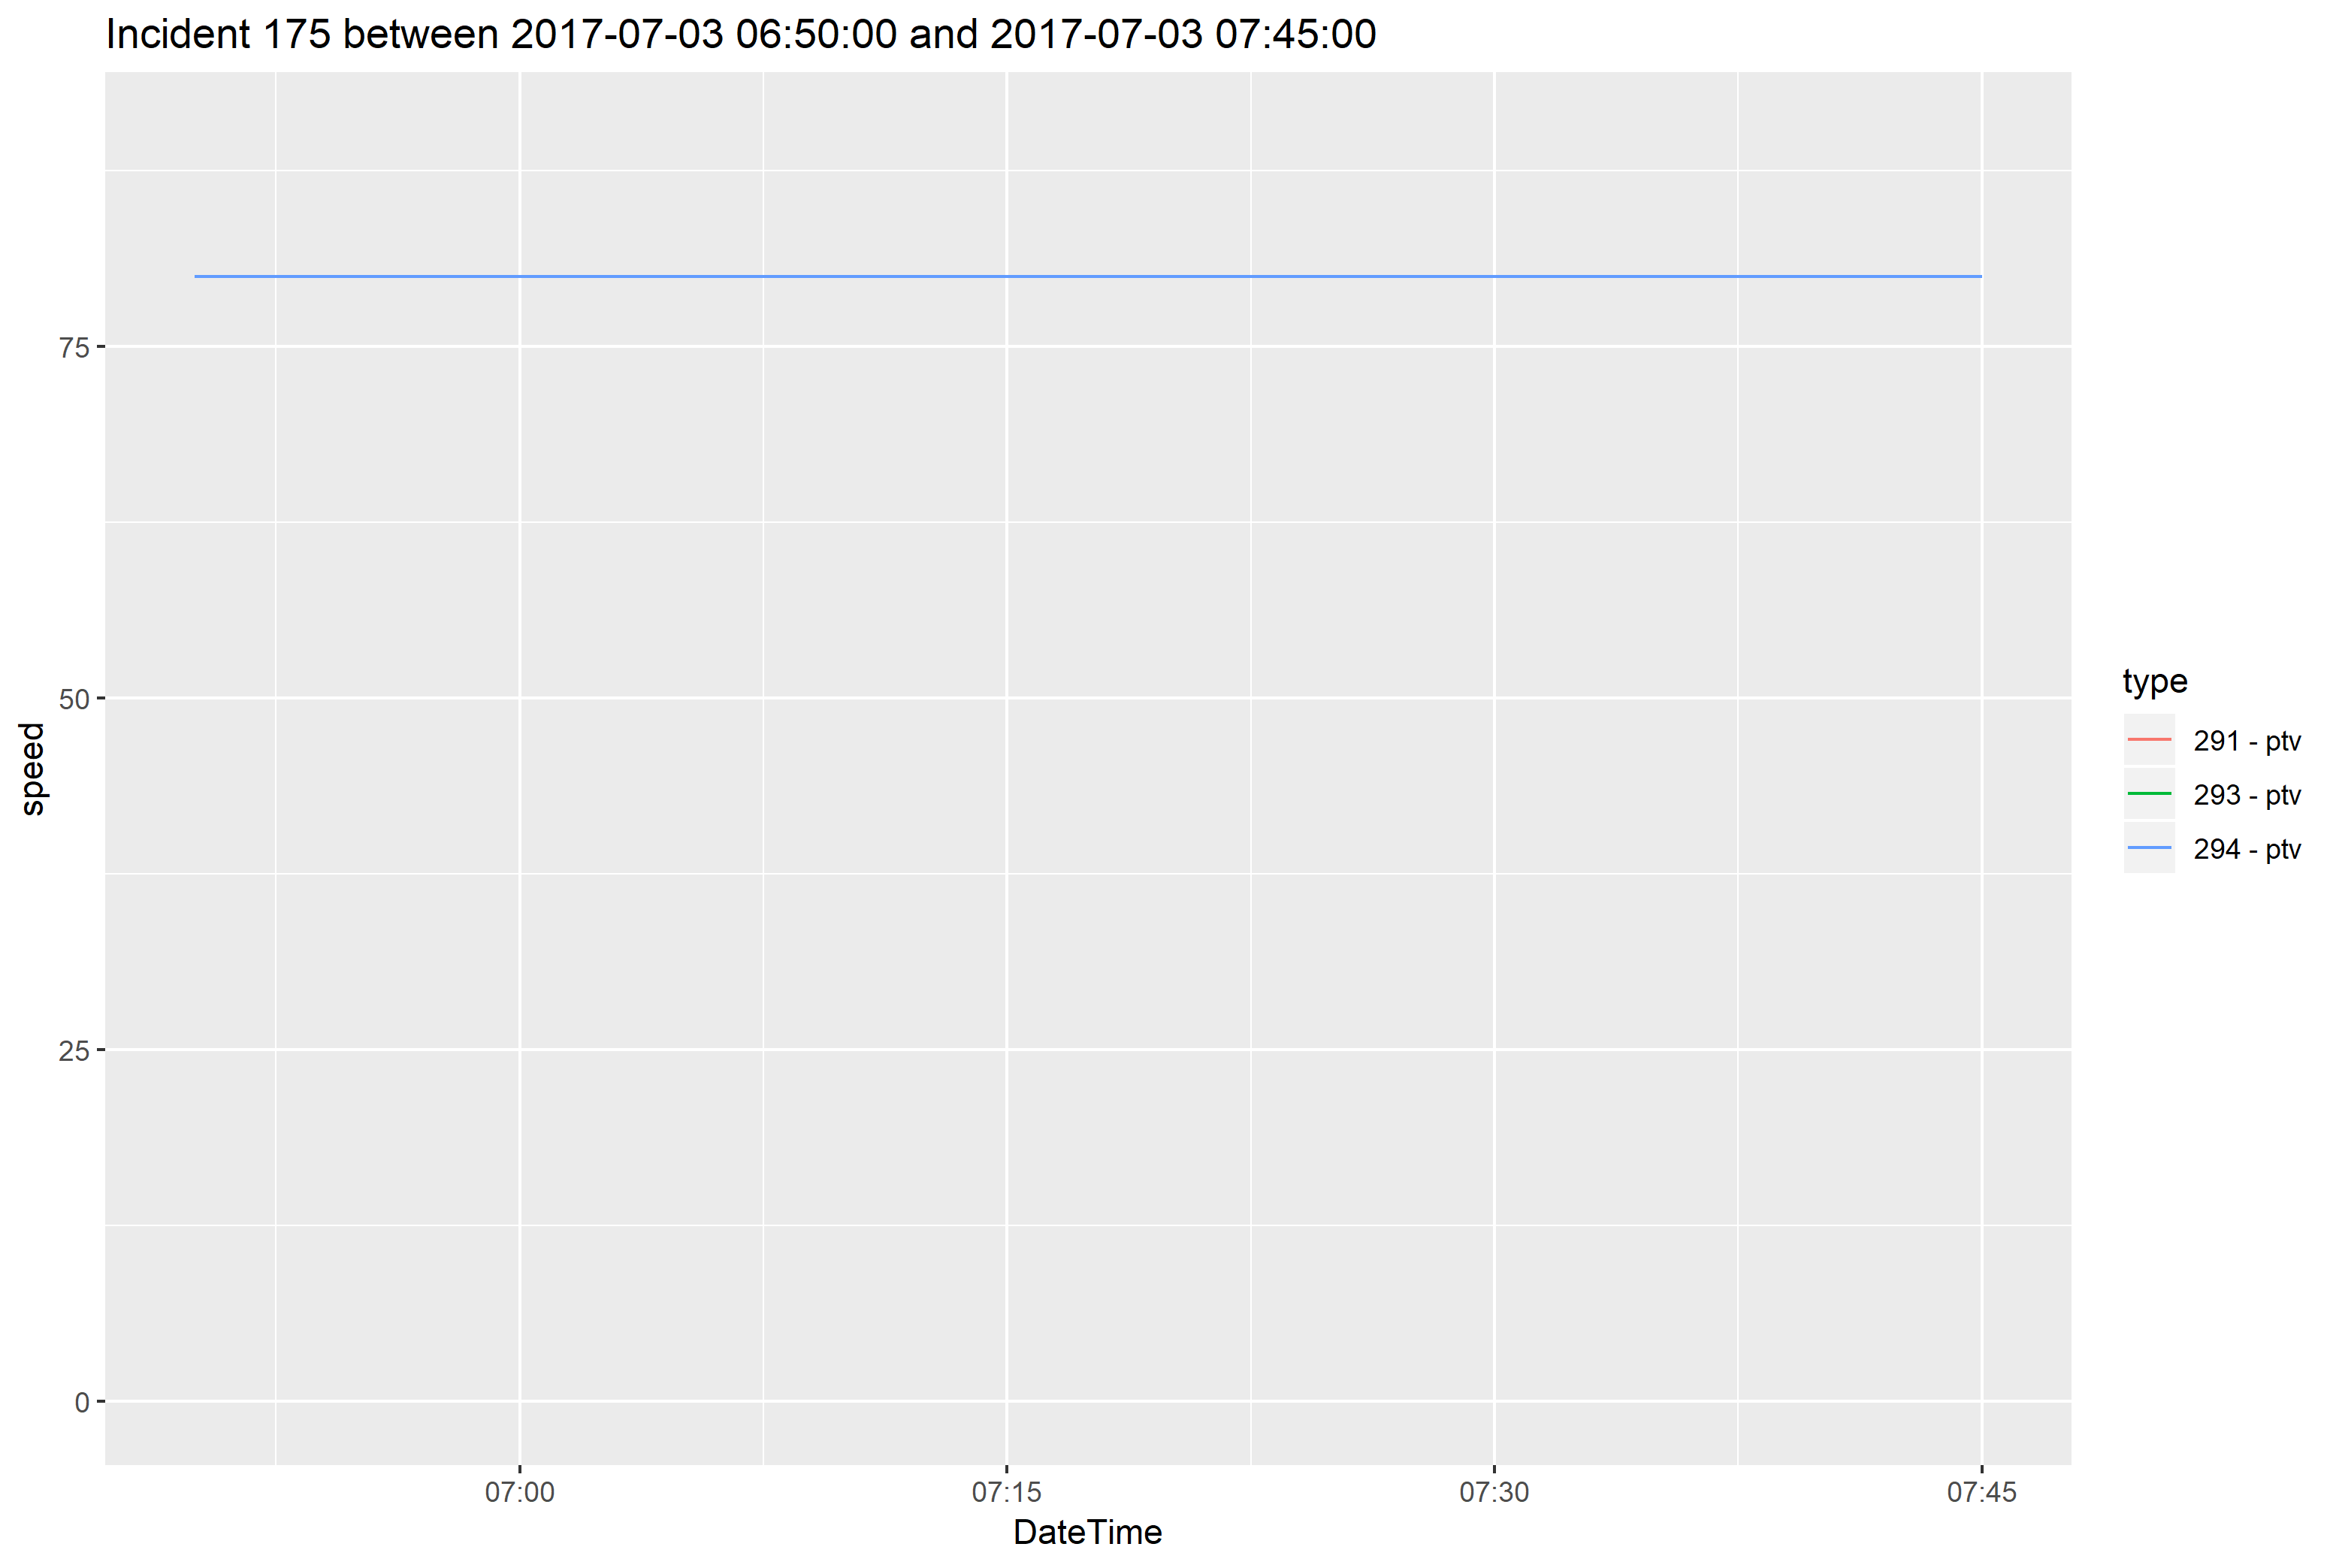 Incident 175 between 2017-07-03 06:50:00 and 2017-07-03 07:45:00
75
50
25
0
speed
07:00 07:15 07:30 07:45
DateTime
type
291 - ptv
293 - ptv
294 - ptv